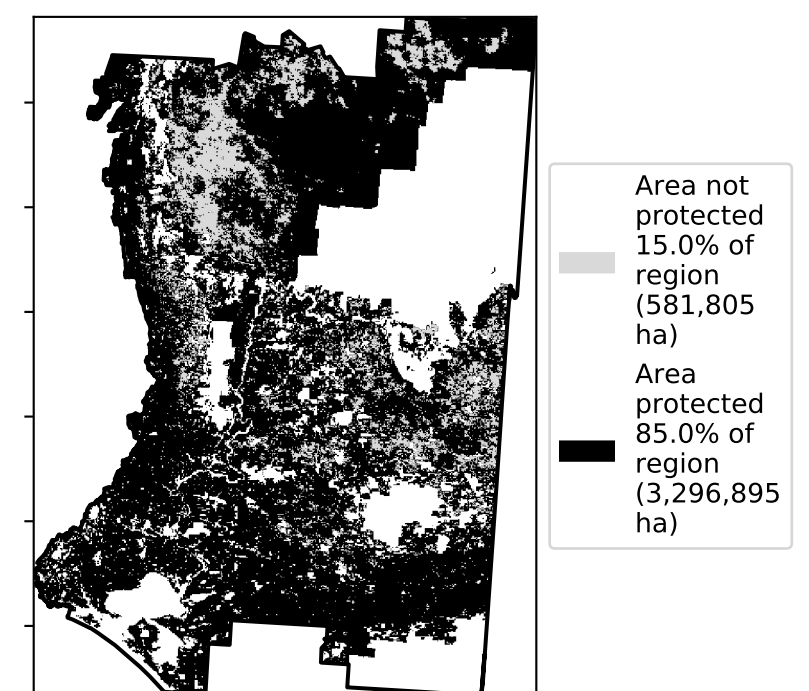 Area not
protected
15.0% of
region
(581,805
ha)
Area
protected
85.0% of
region
(3,296,895
ha)